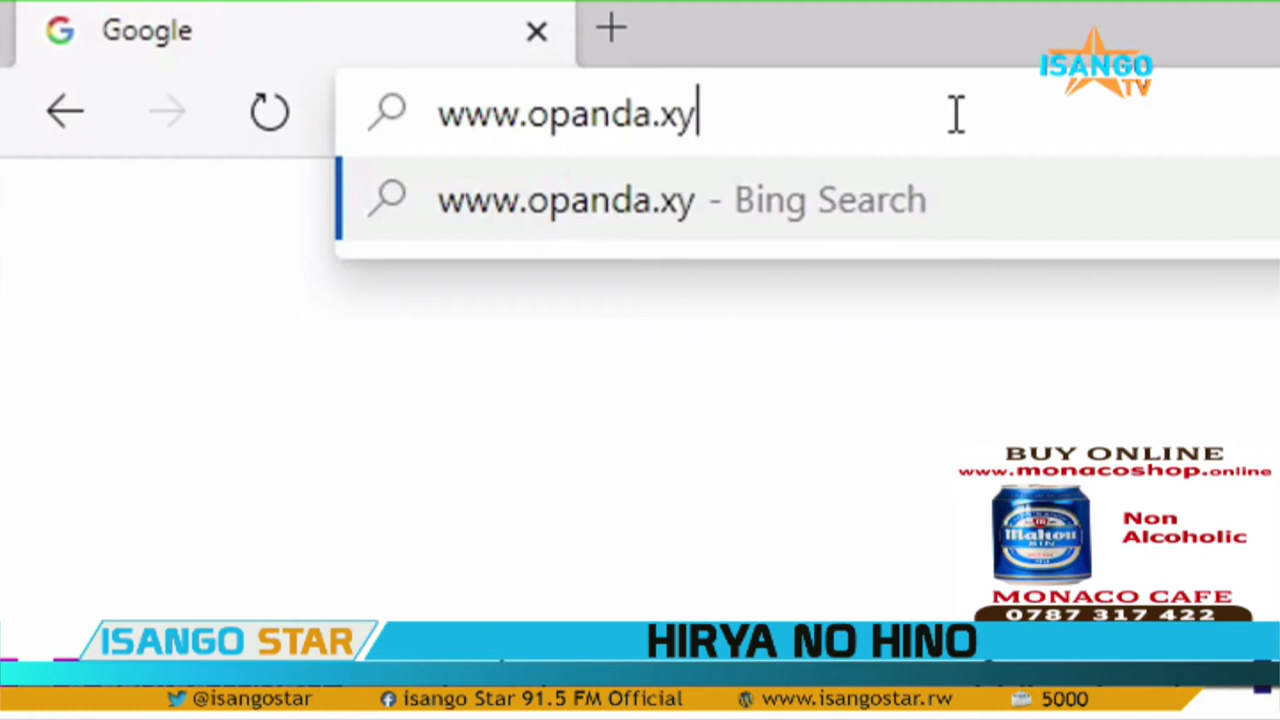 Google
ISANGO
TV
www.opanda.xy
www.opanda.xy - Bing Search
BUY ONLINE
www.monacoshop.online
Mahou
SIN
Non
Alcoholic
MONACO CAFE
0787 317 422
ISANGO STAR
HIRYA NO HINO
@isangostar
isango Star 91.5 FM Official
www.isangostar.rw
5000